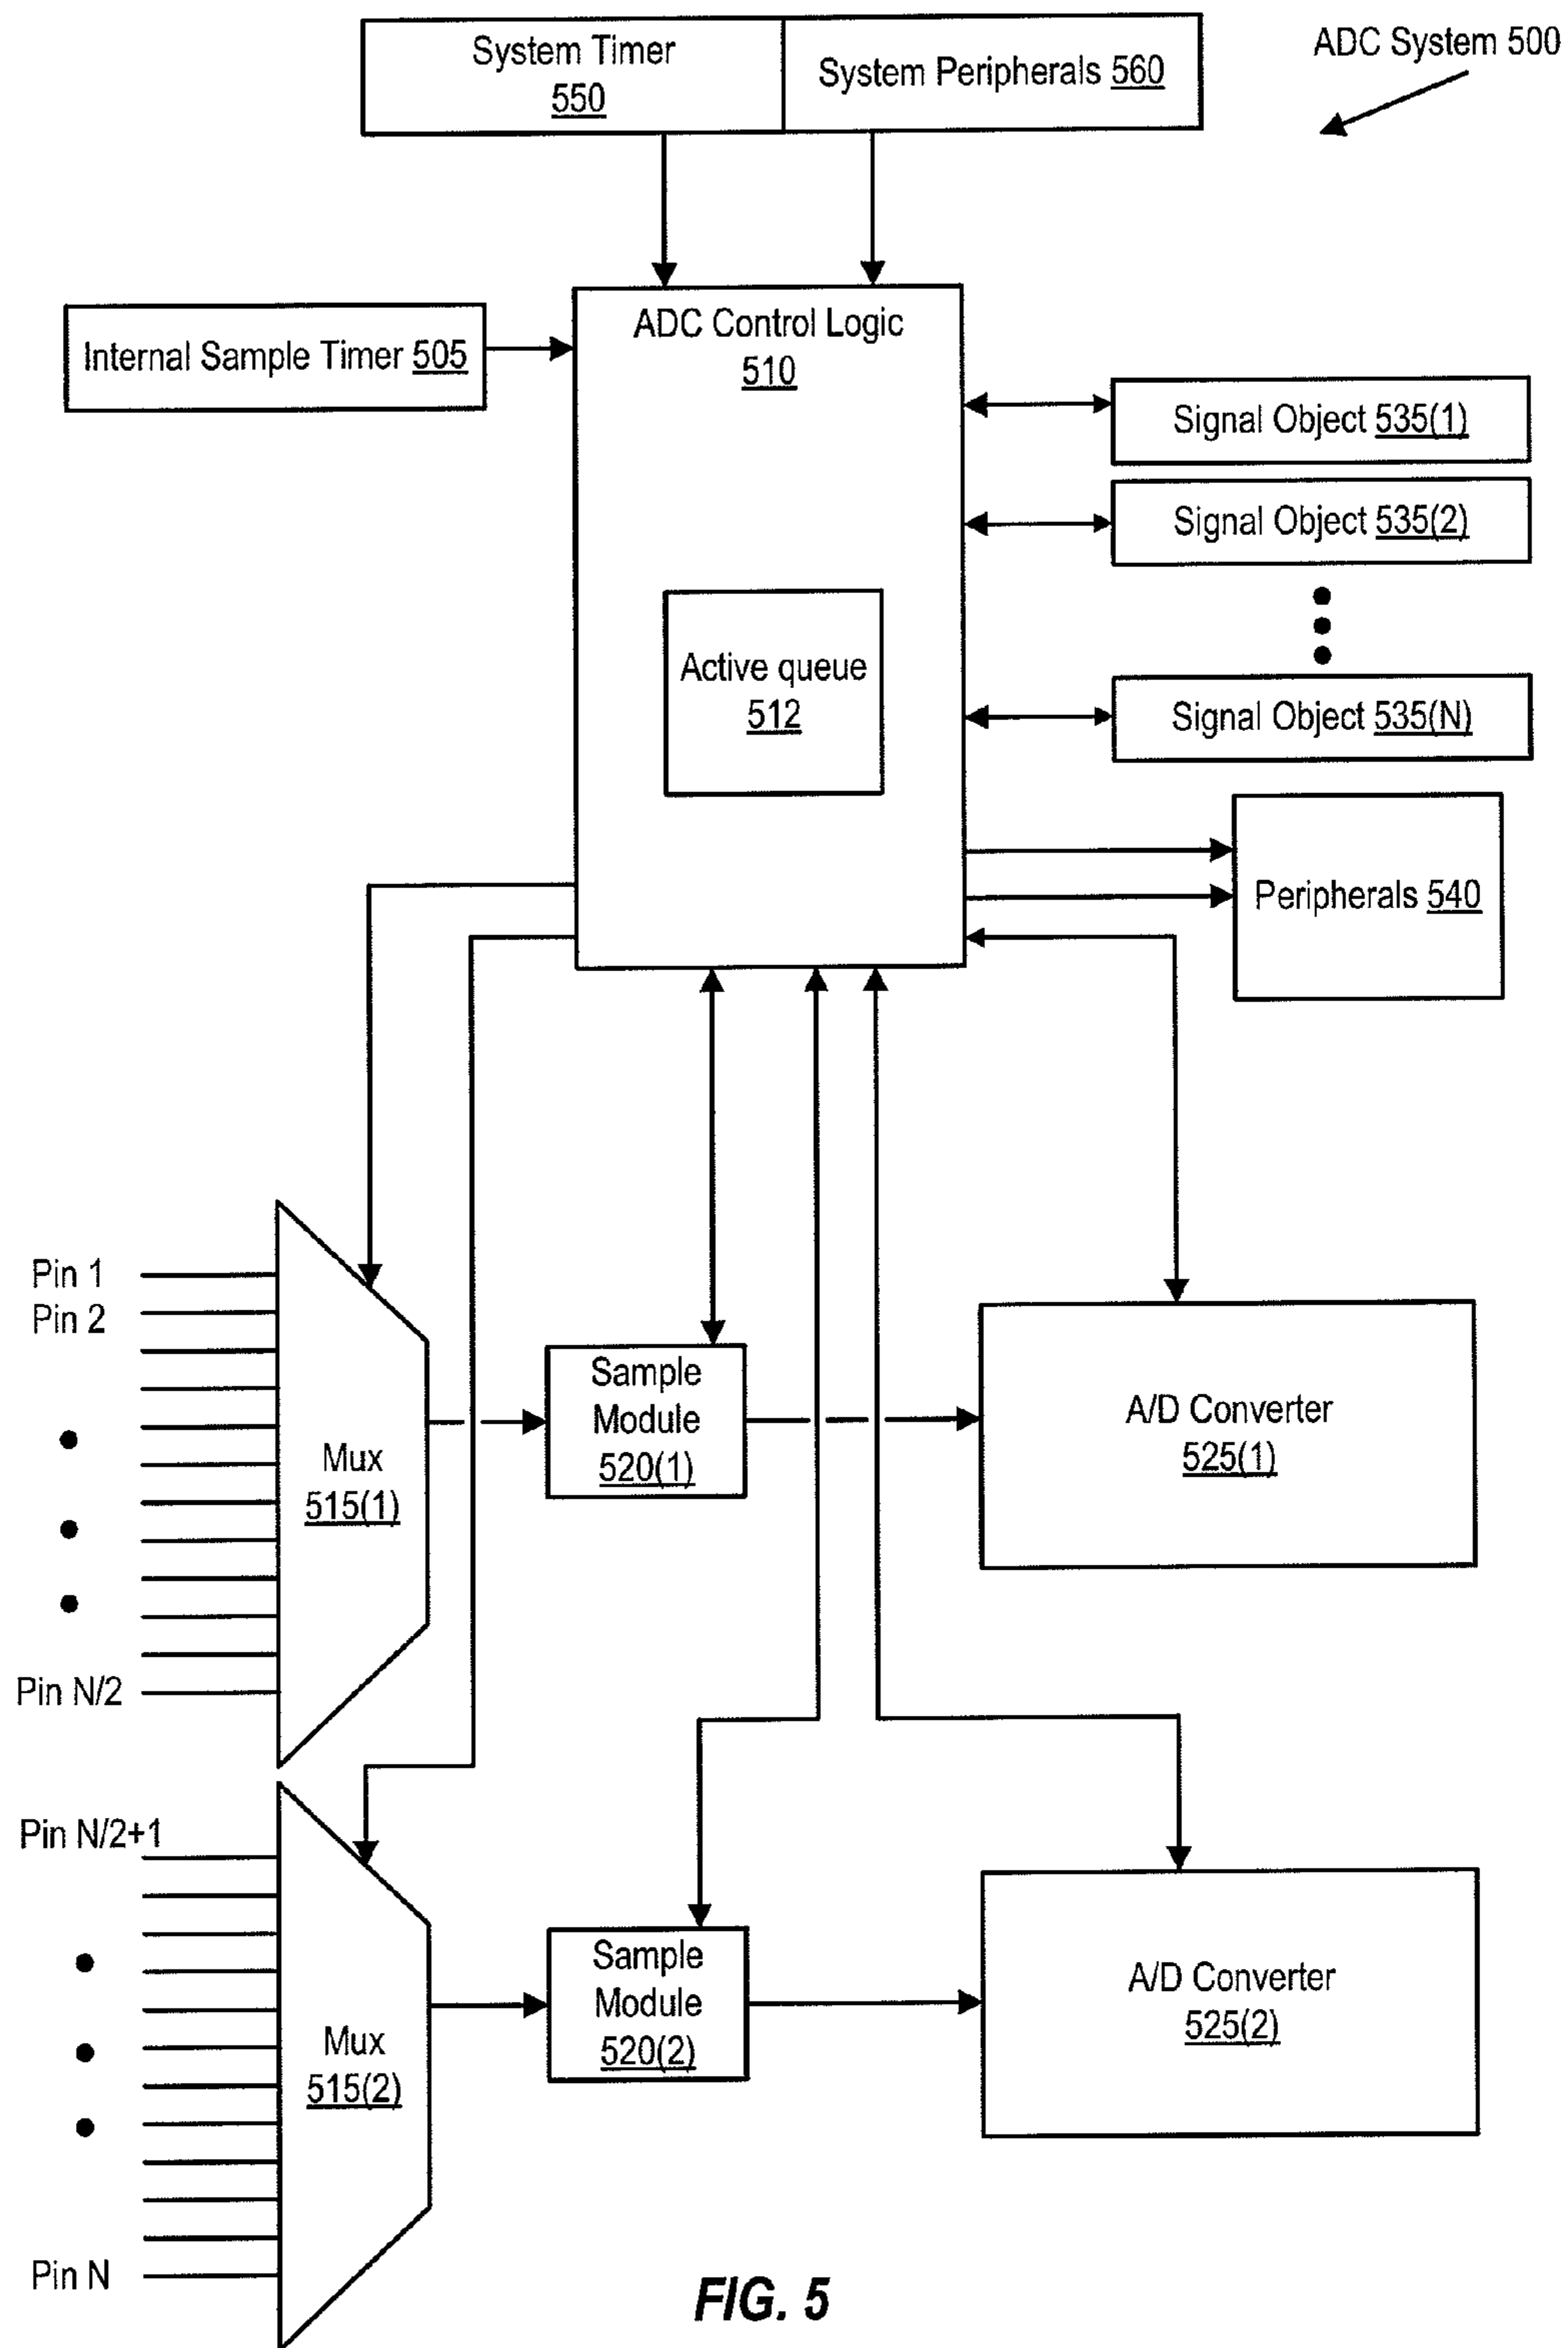 System Timer
550
System Peripherals 560
ADC System 500
Internal Sample Timer 505
ADC Control Logic
510
Signal Object 535(1)
Signal Object 535(2)
Active queue
512
Signal Object 535(N)
Peripherals 540
Pin 1
Pin 2
Pin N/2
Mux
515(1)
Sample
Module
520(1)
A/D Converter
525(1)
Pin N/2+1
Pin N
Mux
515(2)
Sample
Module
520(2)
A/D Converter
525(2)
FIG. 5